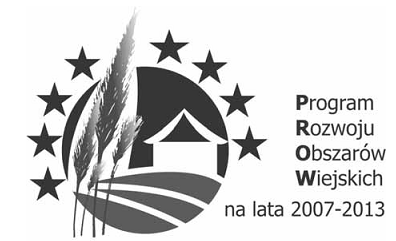 Program
Rozwoju
Obszarów
Wiejskich
na lata 2007-2013